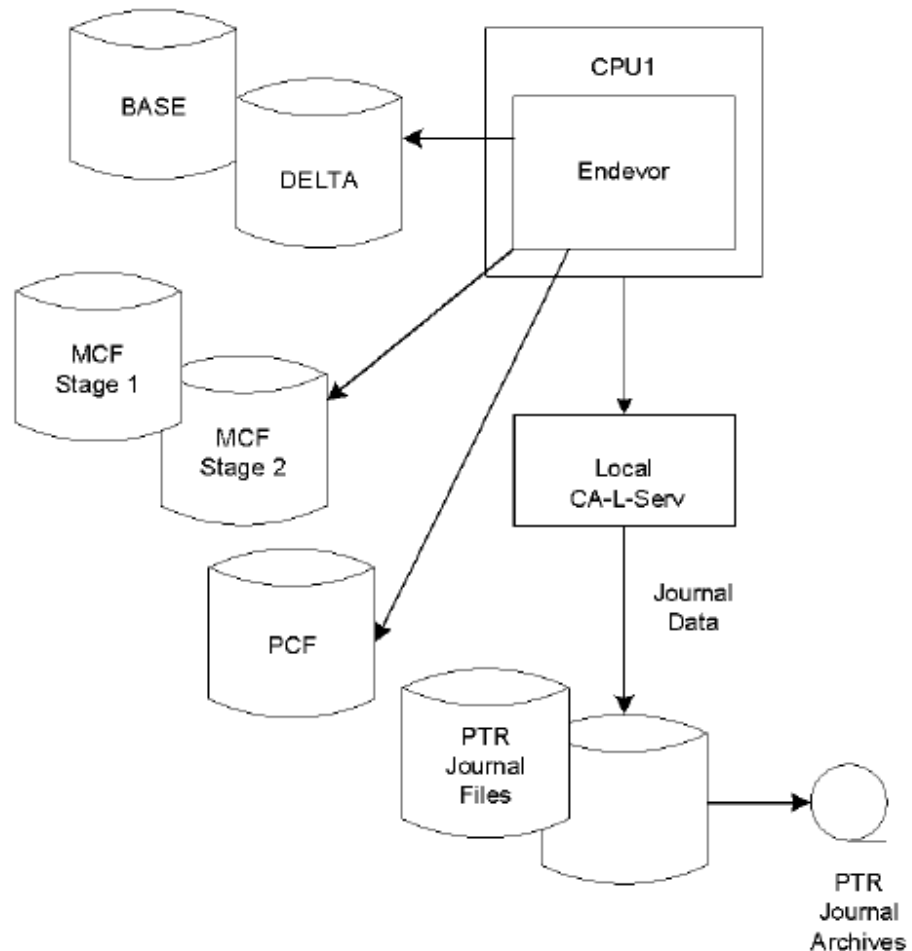 CPU1
BASE
Endevor
DELTA
MCF
Stage 1
MCF
Stage 2
Local
CA-L-Serv
Journal
Data
PCF
PTR
Journal
Files
PTR
Journal
Archives